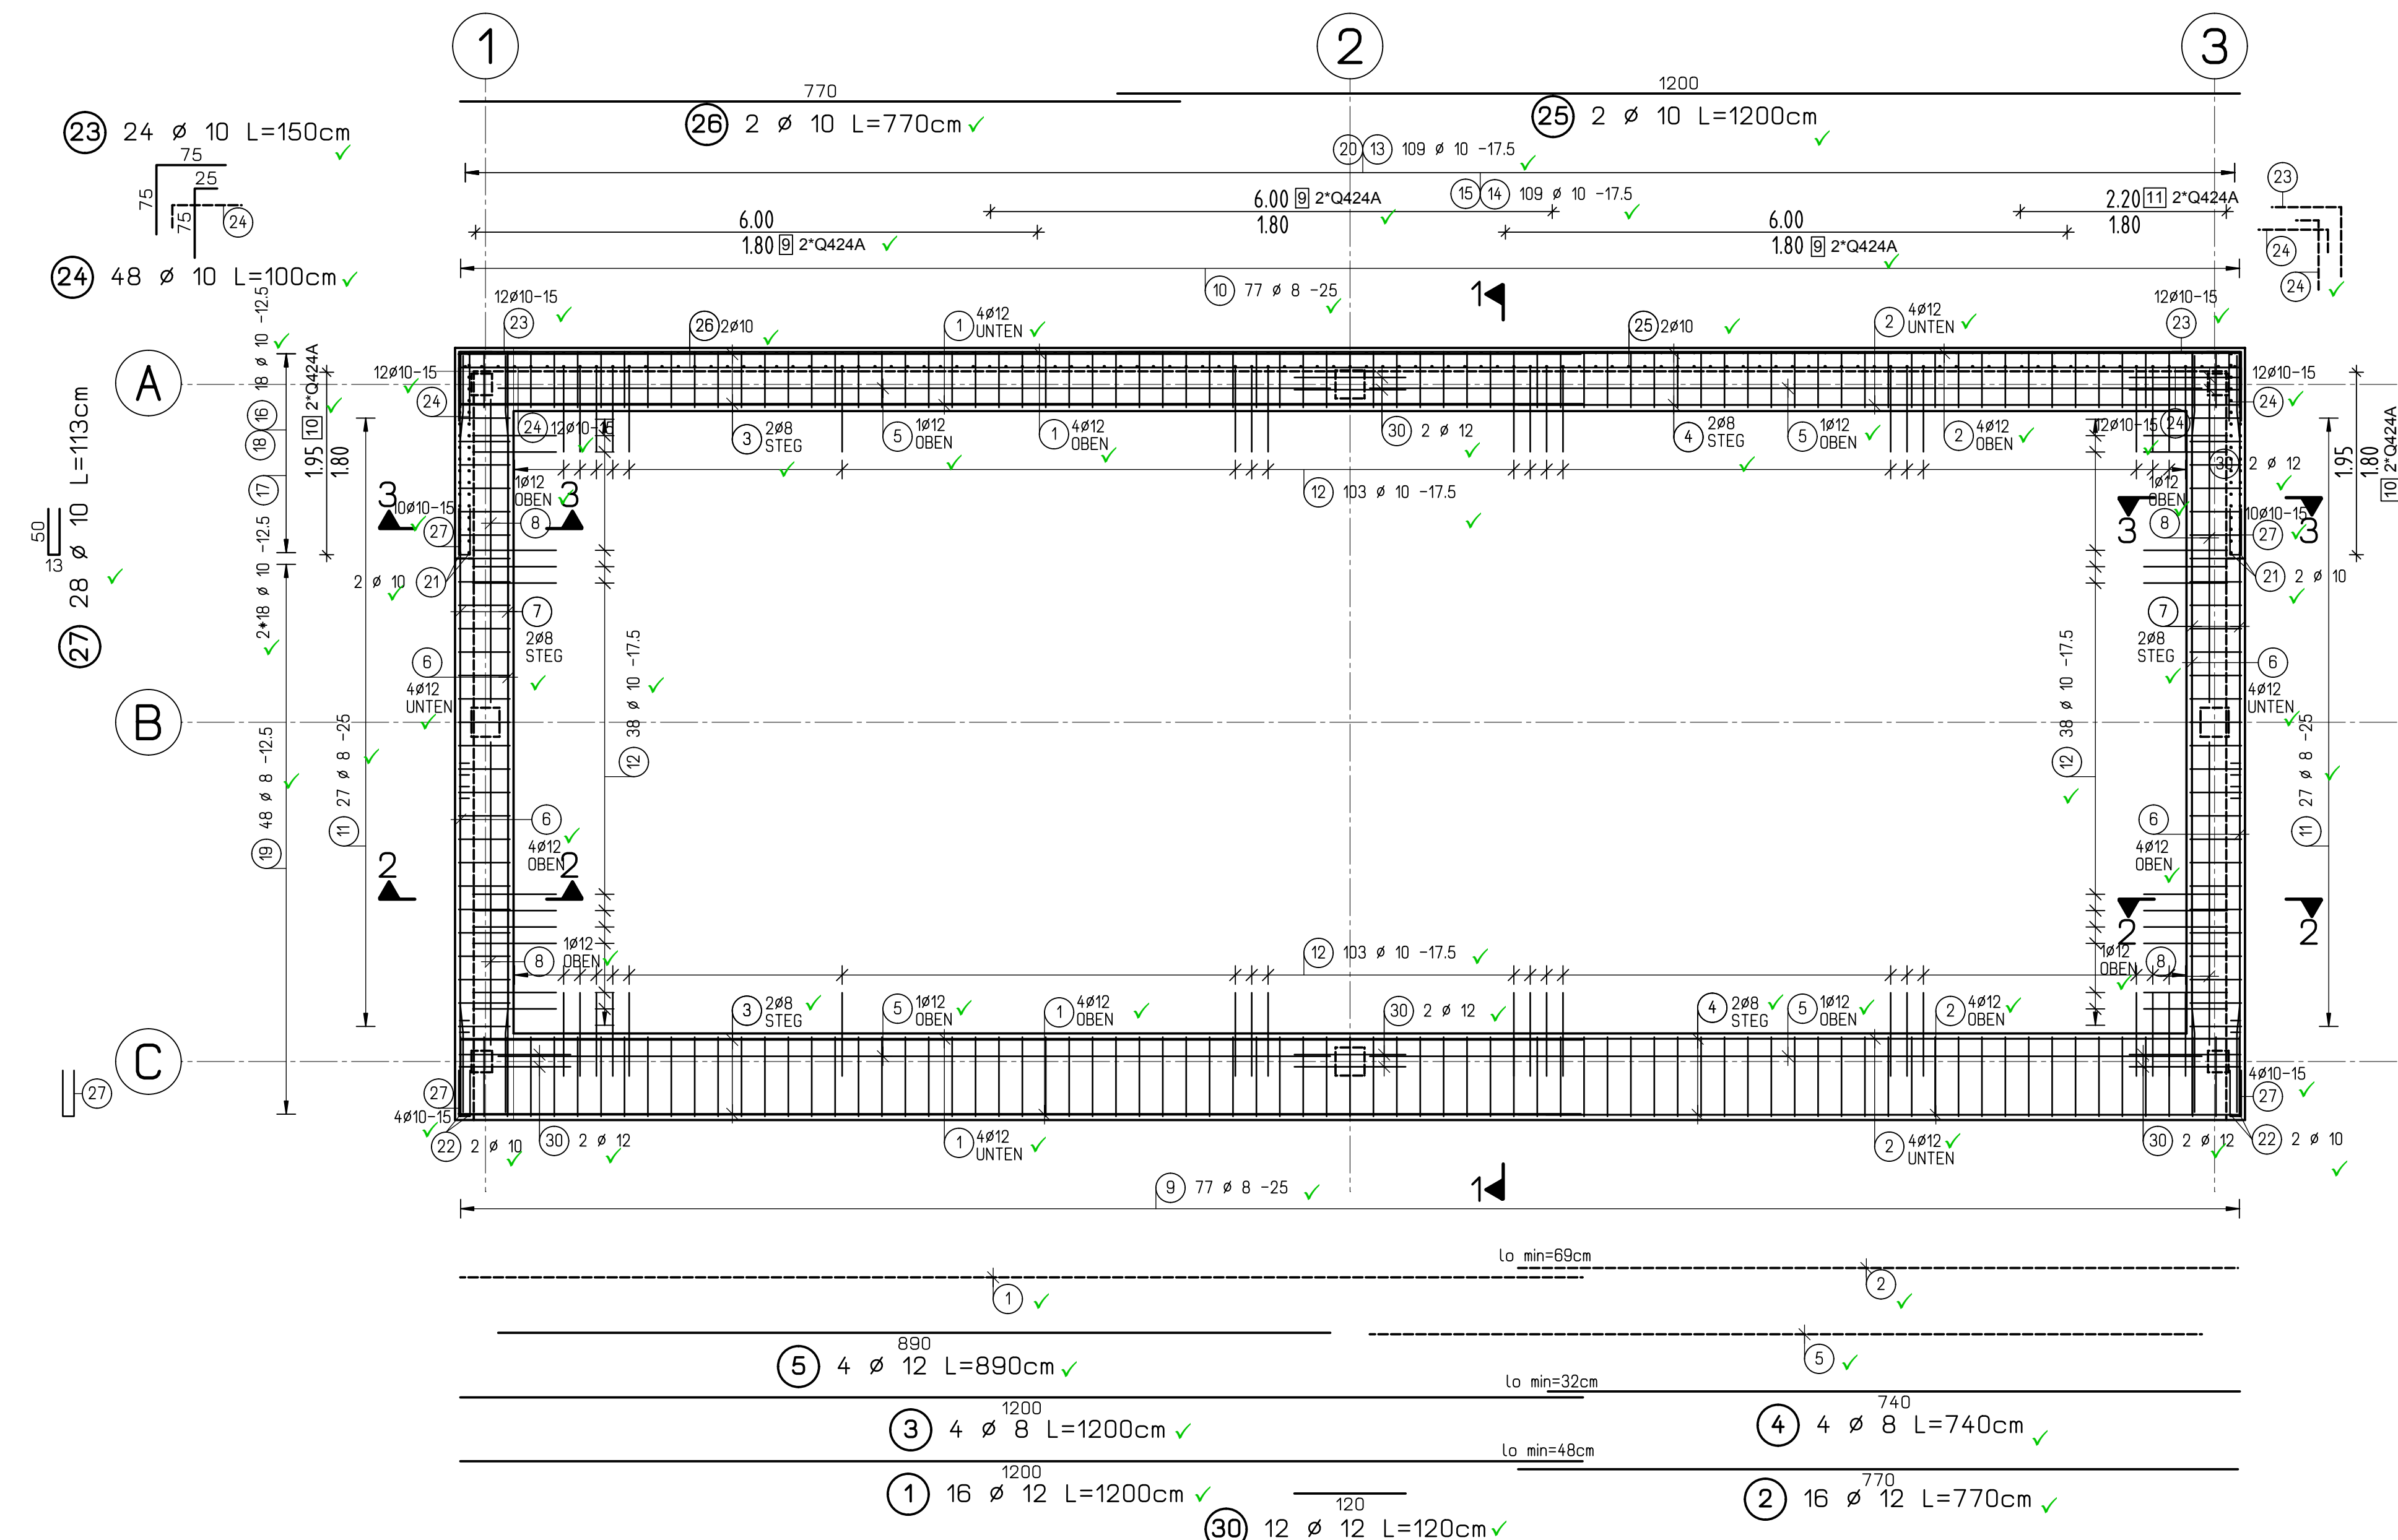 1
2
3
770
1200
26 2 ø 10 L=770cm
25 2 ø 10 L=1200cm
23 24 ø 10 L=150cm
75
75
25
75
24
24 48 ø 10 L=100cm
20 13 109 ø 10 -17.5
15 14 109 ø 10 -17.5
6.00 9 2*Q424A
1.80
2.20 11 2*Q424A
1.80
6.00
1.80 9 2*Q424A
6.00
1.80 9 2*Q424A
23
24
24
10 77 ø 8 -25
1
12ø10-15
23
26 2ø10
1 4ø12
UNTEN
25 2ø10
2 4ø12
UNTEN
12ø10-15
23
A
12ø10-15
24
24 12ø10-15
3 2ø8
STEG
5 1ø12
OBEN
1 4ø12
OBEN
30 2 ø 12
4 2ø8
STEG
5 1ø12
OBEN
2 4ø12
OBEN
12ø10-15
24
12ø10-15
24
30 2 ø 12
18 16 18 ø 10 -12.5
17 2*18 ø 10 -12.5
1.95 10 2*Q424A
1.80
1.95
1.80
10 2*Q424A
27 28 ø 10 L=113cm
50
13
3
3
1ø12
OBEN
8
10ø10-15
27
2 ø 10 21
12 103 ø 10 -17.5
1ø12
OBEN
8
3
3
10ø10-15
27
21 2 ø 10
7
2ø8
STEG
6
4ø12
UNTEN
12 38 ø 10 -17.5
12 38 ø 10 -17.5
7
2ø8
STEG
6
4ø12
UNTEN
B
19 48 ø 8 -12.5
11 27 ø 8 -25
11 27 ø 8 -25
6
4ø12
OBEN
6
4ø12
OBEN
2
2
2
2
8 1ø12
OBEN
12 103 ø 10 -17.5
1ø12
OBEN
8
3 2ø8
STEG
5 1ø12
OBEN
1 4ø12
OBEN
30 2 ø 12
4 2ø8
STEG
5 1ø12
OBEN
2 4ø12
OBEN
C
27
27
4ø10-15
22 2 ø 10
30 2 ø 12
1 4ø12
UNTEN
2 4ø12
UNTEN
30 2 ø 12
4ø10-15
27
22 2 ø 10
9 77 ø 8 -25
1
lo min=69cm
1
2
890
5 4 ø 12 L=890cm
5
lo min=32cm
1200
3 4 ø 8 L=1200cm
740
4 4 ø 8 L=740cm
lo min=48cm
1200
1 16 ø 12 L=1200cm
770
2 16 ø 12 L=770cm
120
30 12 ø 12 L=120cm